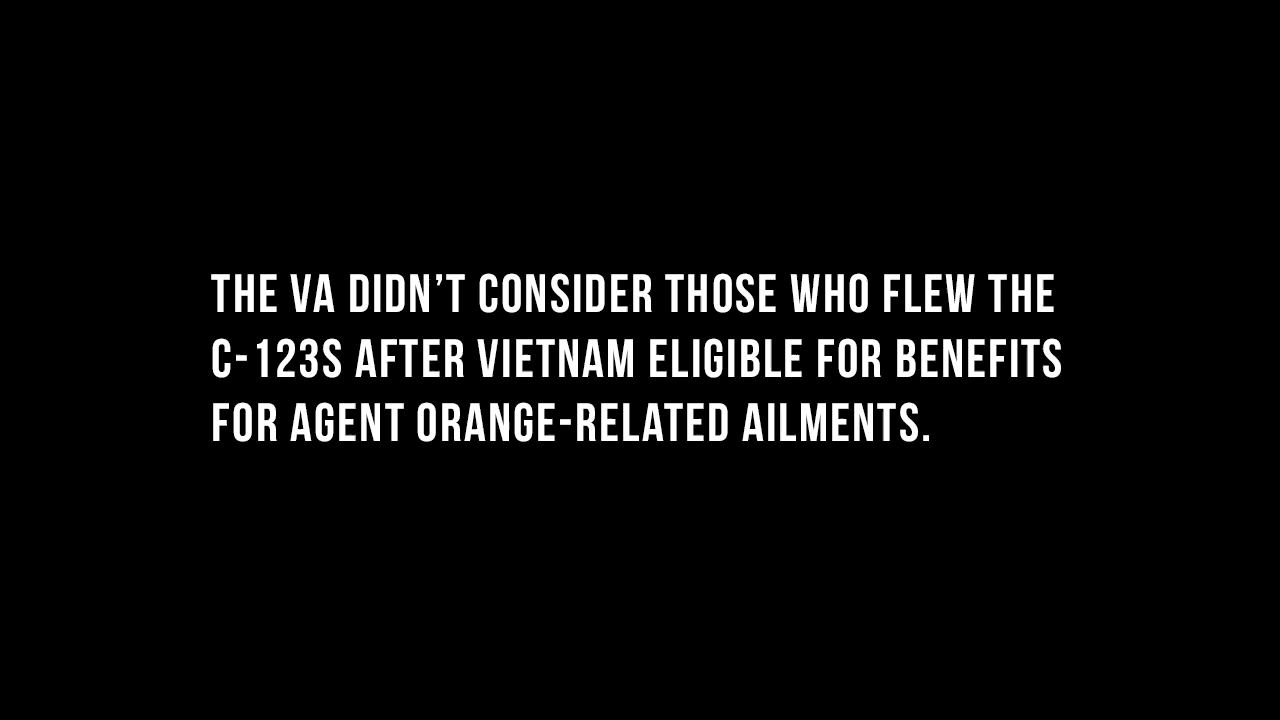 THE VA DIDN’T CONSIDER THOSE WHO FLEW THE
C-123S AFTER VIETNAM ELIGIBLE FOR BENEFITS
FOR AGENT ORANGE-RELATED AILMENTS.